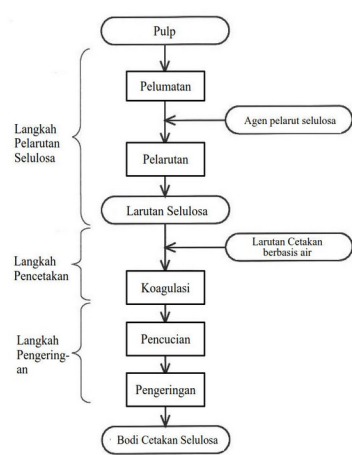 Pulp
Pelumatan
Agen pelarut selulosa
Langkah
Pelarutan
Selulosa
Pelarutan
Larutan Selulosa
Larutan Cetakan
berbasis air
Langkah
Pencetakan
Koagulasi
Langkah
Pengering-
an
Pencucian
Pengeringan
Bodi Cetakan Selulosa